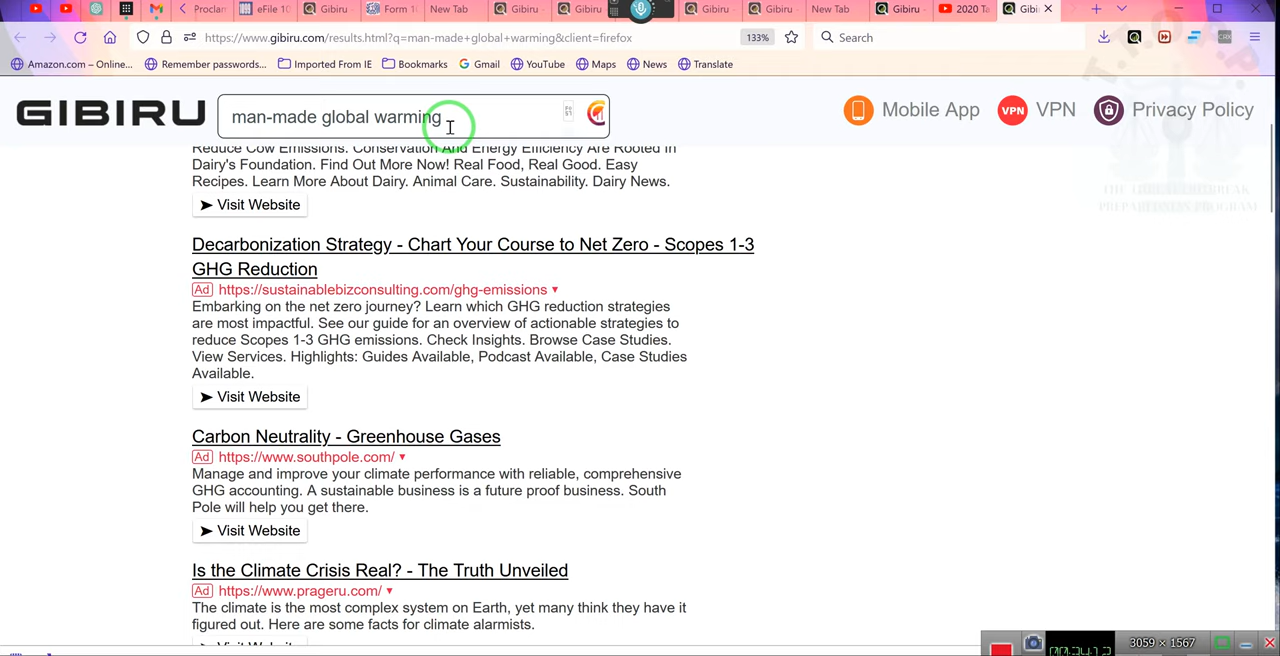 Proclan
eFile 10
Gibiru -
Form 1
New Tab
Gibiru -
Gibiru
Gibiru -
Gibiru -
New Tab
Gibiru -
2020 Ta
Gibi
https://www.gibiru.com/results.html?q=man-made+global+warming&client=firefox
133%
Search
Amazon.com – Online...
Remember passwords...
Imported From IE
Bookmarks
Gmail
YouTube
Maps
News
Translate
GIBIRU
man-made global warming
Mobile App
VPN VPN
Privacy Policy
Reduce Cow Emissions. Conservation And Energy Efficiency Are Rooted In
Dairy's Foundation. Find Out More Now! Real Food, Real Good. Easy
Recipes. Learn More About Dairy. Animal Care. Sustainability. Dairy News.
➤ Visit Website
Decarbonization Strategy - Chart Your Course to Net Zero - Scopes 1-3
GHG Reduction
Ad https://sustainablebizconsulting.com/ghg-emissions ▼
Embarking on the net zero journey? Learn which GHG reduction strategies
are most impactful. See our guide for an overview of actionable strategies to
reduce Scopes 1-3 GHG emissions. Check Insights. Browse Case Studies.
View Services. Highlights: Guides Available, Podcast Available, Case Studies
Available.
➤ Visit Website
Carbon Neutrality - Greenhouse Gases
Ad https://www.southpole.com/ ▼
Manage and improve your climate performance with reliable, comprehensive
GHG accounting. A sustainable business is a future proof business. South
Pole will help you get there.
➤ Visit Website
Is the Climate Crisis Real? - The Truth Unveiled
Ad https://www.prageru.com/ ▼
The climate is the most complex system on Earth, yet many think they have it
figured out. Here are some facts for climate alarmists.
3059 × 1567